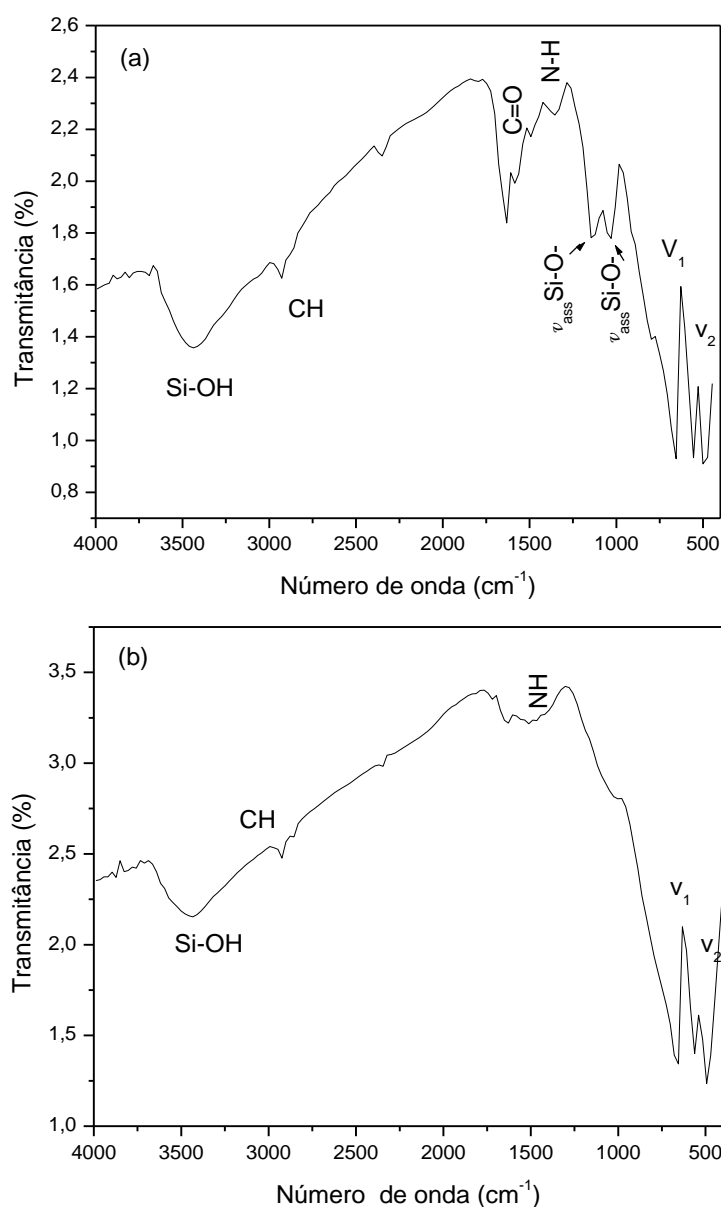 (a)
2,6
2,4
2,2
2,0
1,8
1,6
1,4
1,2
1,0
0,8
Transmitância (%)
Si-OH
CH
C=O
N-H
ν_ass Si-O-
ν_ass Si-O-
V₁
v₂
4000 3500 3000 2500 2000 1500 1000 500
Número de onda (cm⁻¹)
(b)
3,5
3,0
2,5
2,0
1,5
1,0
Transmitância (%)
Si-OH
CH
NH
v₁
v₂
4000 3500 3000 2500 2000 1500 1000 500
Número de onda (cm⁻¹)